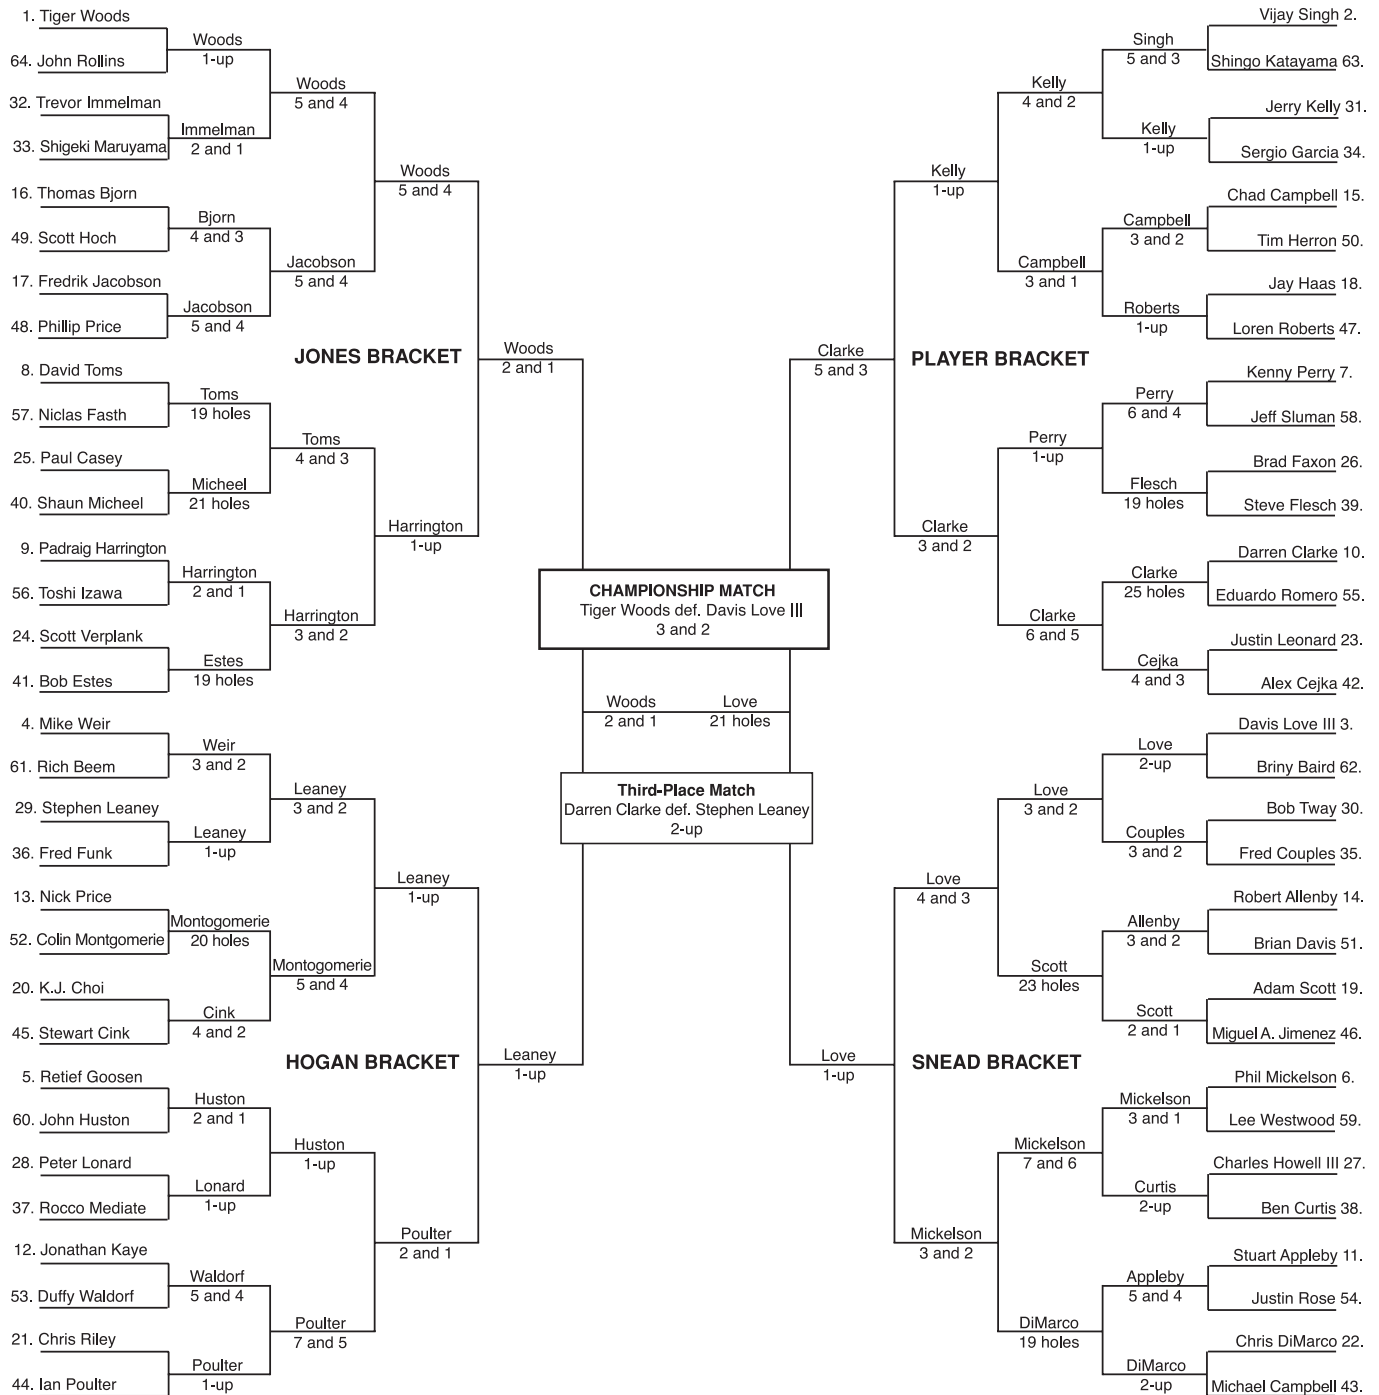 1. Tiger Woods
64. John Rollins
32. Trevor Immelman
33. Shigeki Maruyama
16. Thomas Bjorn
49. Scott Hoch
17. Fredrik Jacobson
48. Phillip Price
8. David Toms
57. Niclas Fasth
25. Paul Casey
40. Shaun Micheel
9. Padraig Harrington
56. Toshi Izawa
24. Scott Verplank
41. Bob Estes
4. Mike Weir
61. Rich Beem
29. Stephen Leaney
36. Fred Funk
13. Nick Price
52. Colin Montgomerie
20. K.J. Choi
45. Stewart Cink
5. Retief Goosen
60. John Huston
28. Peter Lonard
37. Rocco Mediate
12. Jonathan Kaye
53. Duffy Waldorf
21. Chris Riley
44. Ian Poulter
Woods
1-up
Immelman
2 and 1
Bjorn
4 and 3
Jacobson
5 and 4
Toms
19 holes
Micheel
21 holes
Harrington
2 and 1
Estes
19 holes
Weir
3 and 2
Leaney
1-up
Montogomerie
20 holes
Cink
4 and 2
Huston
2 and 1
Lonard
1-up
Waldorf
5 and 4
Poulter
1-up
Woods
5 and 4
Jacobson
5 and 4
Toms
4 and 3
Harrington
3 and 2
Leaney
3 and 2
Montogomerie
5 and 4
Huston
1-up
Poulter
7 and 5
Woods
5 and 4
Harrington
1-up
Leaney
1-up
Poulter
2 and 1
JONES BRACKET
Woods
2 and 1
HOGAN BRACKET
Leaney
1-up
CHAMPIONSHIP MATCH
Tiger Woods def. Davis Love III
3 and 2
Woods
2 and 1
Love
21 holes
Third-Place Match
Darren Clarke def. Stephen Leaney
2-up
Clarke
5 and 3
PLAYER BRACKET
Love
1-up
SNEAD BRACKET
Kelly
1-up
Clarke
3 and 2
Love
4 and 3
Mickelson
3 and 2
Kelly
4 and 2
Campbell
3 and 1
Perry
1-up
Clarke
6 and 5
Love
3 and 2
Scott
23 holes
Mickelson
7 and 6
DiMarco
19 holes
Singh
5 and 3
Kelly
1-up
Campbell
3 and 2
Roberts
1-up
Perry
6 and 4
Flesch
19 holes
Clarke
25 holes
Cejka
4 and 3
Love
2-up
Couples
3 and 2
Allenby
3 and 2
Scott
2 and 1
Mickelson
3 and 1
Curtis
2-up
Appleby
5 and 4
DiMarco
2-up
Vijay Singh 2.
Shingo Katayama 63.
Jerry Kelly 31.
Sergio Garcia 34.
Chad Campbell 15.
Tim Herron 50.
Jay Haas 18.
Loren Roberts 47.
Kenny Perry 7.
Jeff Sluman 58.
Brad Faxon 26.
Steve Flesch 39.
Darren Clarke 10.
Eduardo Romero 55.
Justin Leonard 23.
Alex Cejka 42.
Davis Love III 3.
Briny Baird 62.
Bob Tway 30.
Fred Couples 35.
Robert Allenby 14.
Brian Davis 51.
Adam Scott 19.
Miguel A. Jimenez 46.
Phil Mickelson 6.
Lee Westwood 59.
Charles Howell III 27.
Ben Curtis 38.
Stuart Appleby 11.
Justin Rose 54.
Chris DiMarco 22.
Michael Campbell 43.